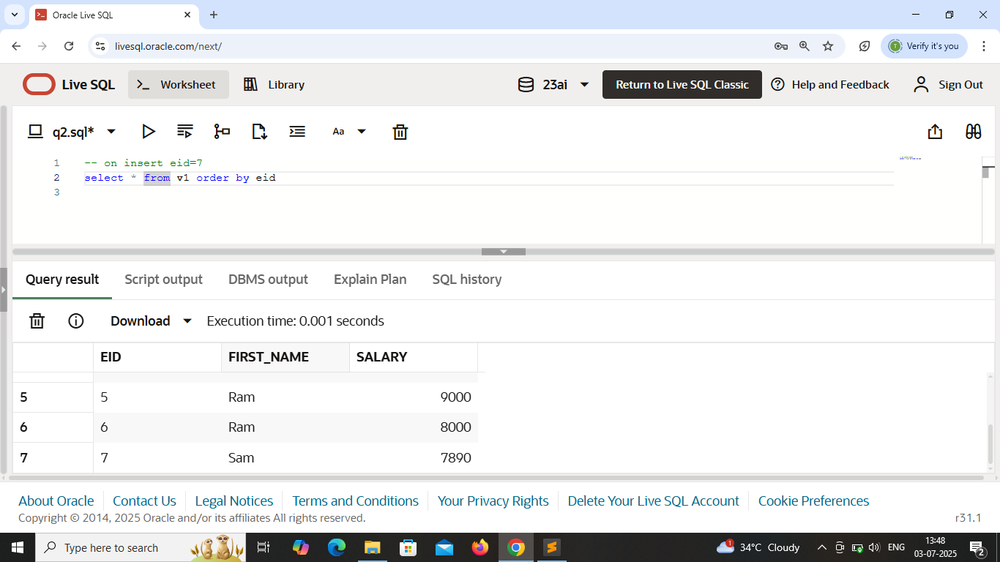 Oracle Live SQL
livesql.oracle.com/next/
T
Verify it's you
Live SQL
Worksheet
Library
23ai
Return to Live SQL Classic
Help and Feedback
Sign Out
q2.sql*
Aa
1 -- on insert eid=7
2 select * from v1 order by eid
3
Query result
Script output
DBMS output
Explain Plan
SQL history
Download
Execution time: 0.001 seconds
EID FIRST_NAME SALARY
5 5 Ram 9000
6 6 Ram 8000
7 7 Sam 7890
About Oracle
Contact Us
Legal Notices
Terms and Conditions
Your Privacy Rights
Delete Your Live SQL Account
Cookie Preferences
Copyright © 2014, 2025 Oracle and/or its affiliates All rights reserved.
r31.1
Type here to search
1
34°C Cloudy
ENG
13:48
03-07-2025
2